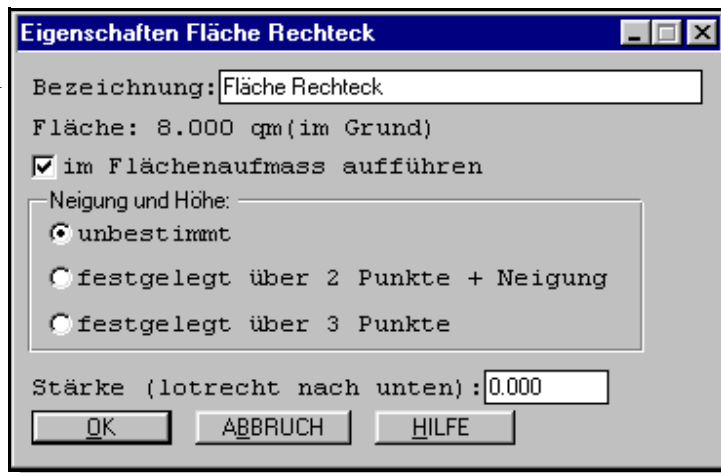 Eigenschaften Fläche Rechteck
Bezeichnung: Fläche Rechteck
Fläche: 8.000 qm(im Grund)
im Flächenaufmass aufführen
Neigung und Höhe:
unbestimmt
festgelegt über 2 Punkte + Neigung
festgelegt über 3 Punkte
Stärke (lotrecht nach unten): 0.000
OK ABBRUCH HILFE